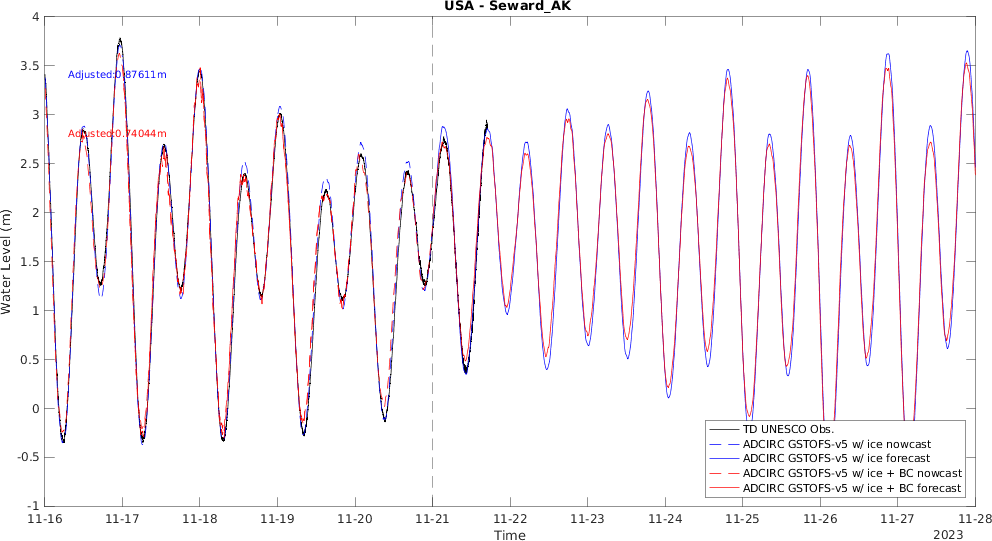 USA - Seward_AK
4
3.5
3
2.5
2
1.5
1
0.5
0
-0.5
-1
Water Level (m)
Adjusted:0.87611m
Adjusted:0.74044m
TD UNESCO Obs.
ADCIRC GSTOFS-v5 w/ ice nowcast
ADCIRC GSTOFS-v5 w/ ice forecast
ADCIRC GSTOFS-v5 w/ ice + BC nowcast
ADCIRC GSTOFS-v5 w/ ice + BC forecast
11-16 11-17 11-18 11-19 11-20 11-21 11-22 11-23 11-24 11-25 11-26 11-27 11-28
Time
2023